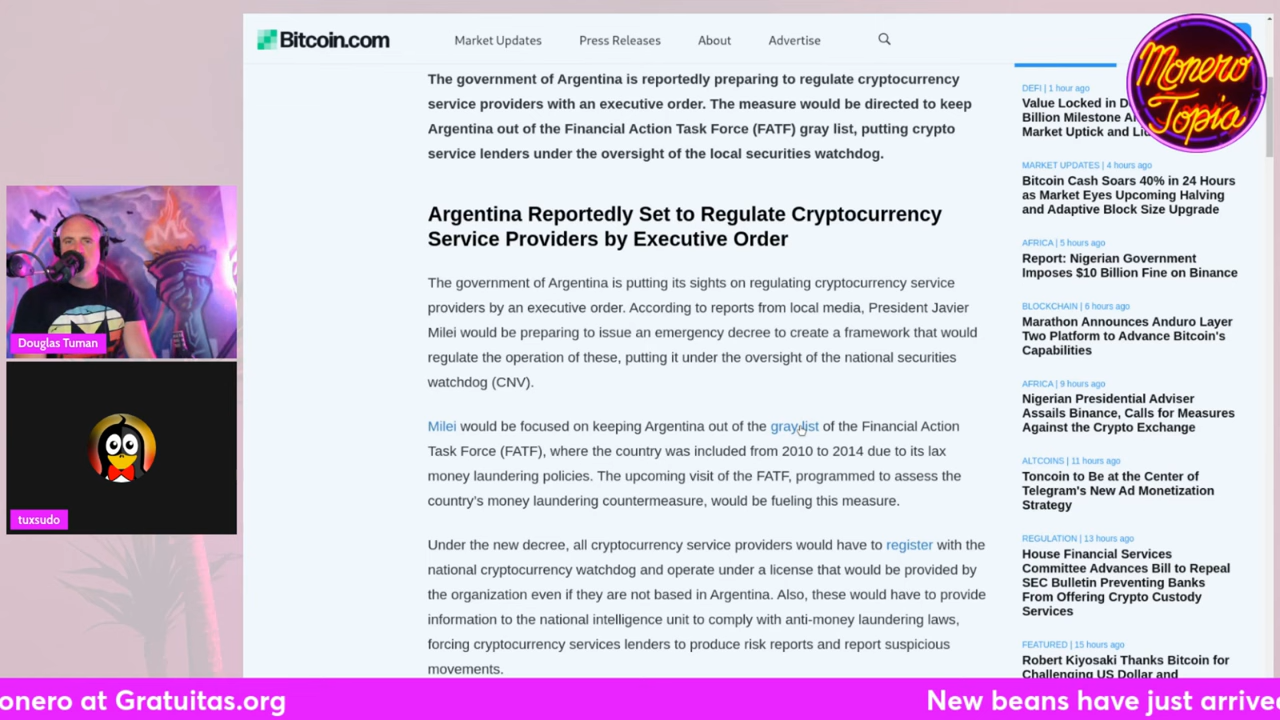 Bitcoin.com
Market Updates
Press Releases
About
Advertise
Monero
Topia
The government of Argentina is reportedly preparing to regulate cryptocurrency
service providers with an executive order. The measure would be directed to keep
Argentina out of the Financial Action Task Force (FATF) gray list, putting crypto
service lenders under the oversight of the local securities watchdog.
Argentina Reportedly Set to Regulate Cryptocurrency
Service Providers by Executive Order
The government of Argentina is putting its sights on regulating cryptocurrency service
providers by an executive order. According to reports from local media, President Javier
Milei would be preparing to issue an emergency decree to create a framework that would
regulate the operation of these, putting it under the oversight of the national securities
watchdog (CNV).
Milei would be focused on keeping Argentina out of the gray list of the Financial Action
Task Force (FATF), where the country was included from 2010 to 2014 due to its lax
money laundering policies. The upcoming visit of the FATF, programmed to assess the
country's money laundering countermeasure, would be fueling this measure.
Under the new decree, all cryptocurrency service providers would have to register with the
national cryptocurrency watchdog and operate under a license that would be provided by
the organization even if they are not based in Argentina. Also, these would have to provide
information to the national intelligence unit to comply with anti-money laundering laws,
forcing cryptocurrency services lenders to produce risk reports and report suspicious
movements.
DEFI | 1 hour ago
Value Locked in D
Billion Milestone A
Market Uptick and Li
MARKET UPDATES | 4 hours ago
Bitcoin Cash Soars 40% in 24 Hours
as Market Eyes Upcoming Halving
and Adaptive Block Size Upgrade
AFRICA | 5 hours ago
Report: Nigerian Government
Imposes $10 Billion Fine on Binance
BLOCKCHAIN | 6 hours ago
Marathon Announces Anduro Layer
Two Platform to Advance Bitcoin's
Capabilities
AFRICA | 9 hours ago
Nigerian Presidential Adviser
Assails Binance, Calls for Measures
Against the Crypto Exchange
ALTCOINS | 11 hours ago
Toncoin to Be at the Center of
Telegram's New Ad Monetization
Strategy
REGULATION | 13 hours ago
House Financial Services
Committee Advances Bill to Repeal
SEC Bulletin Preventing Banks
From Offering Crypto Custody
Services
FEATURED | 15 hours ago
Robert Kiyosaki Thanks Bitcoin for
Challenging US Dollar and
Douglas Tuman
tuxsudo
onero at Gratuitas.org
New beans have just arrive